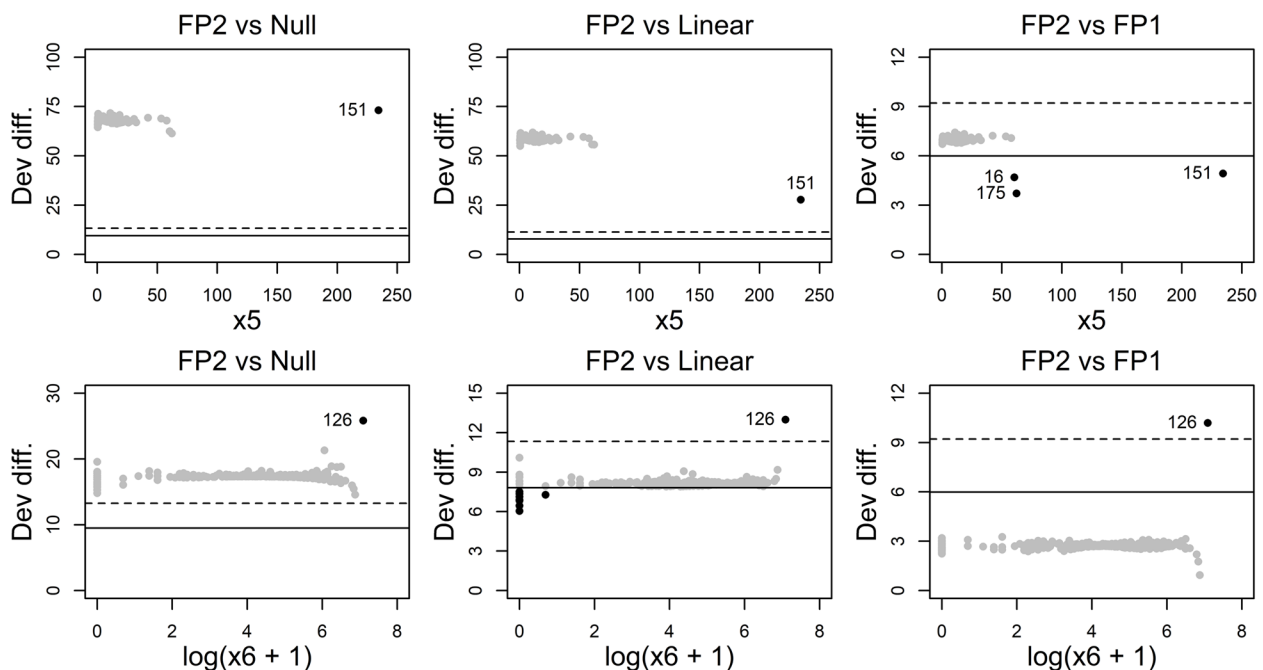 FP2 vs Null
FP2 vs Linear
FP2 vs FP1
Dev diff.
0 25 50 75 100
151
0 50 100 150 200 250
x5
Dev diff.
0 25 50 75 100
151
0 50 100 150 200 250
x5
Dev diff.
0 3 6 9 12
16
175
151
0 50 100 150 200 250
x5
FP2 vs Null
FP2 vs Linear
FP2 vs FP1
Dev diff.
0 10 20 30
126
0 2 4 6 8
log(x6 + 1)
Dev diff.
0 3 6 9 12 15
126
0 2 4 6 8
log(x6 + 1)
Dev diff.
0 3 6 9 12
126
0 2 4 6 8
log(x6 + 1)